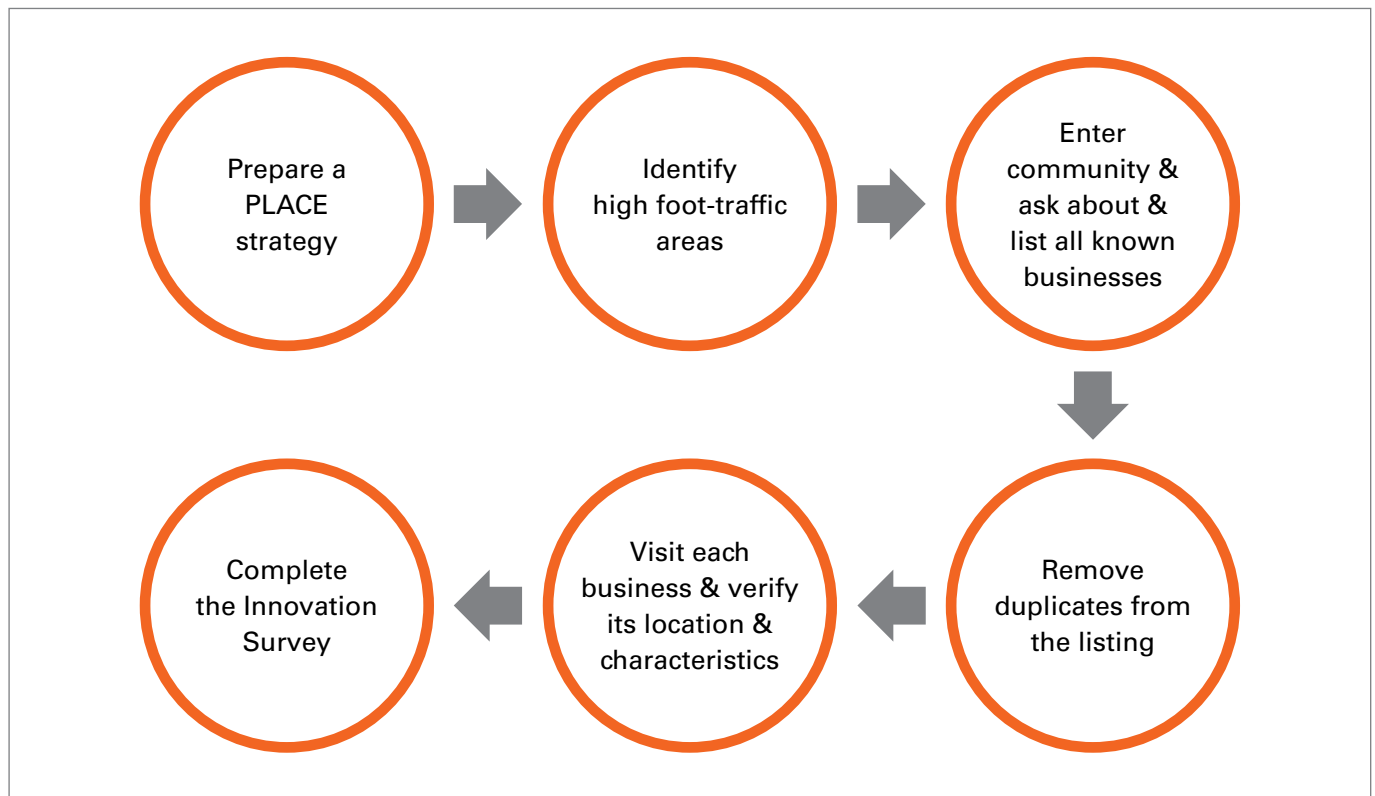 Prepare a
PLACE
strategy
Identify
high foot-traffic
areas
Enter
community &
ask about &
list all known
businesses
Remove
duplicates from
the listing
Visit each
business & verify
its location &
characteristics
Complete
the Innovation
Survey